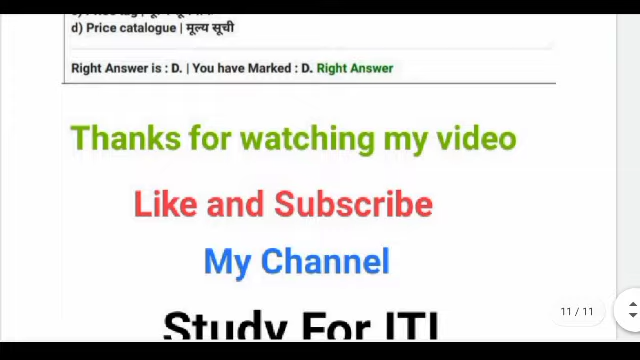 d) Price catalogue | मूल्य सूची
Right Answer is : D. | You have Marked : D. Right Answer
Thanks for watching my video
Like and Subscribe
My Channel
Study For ITI
11 / 11